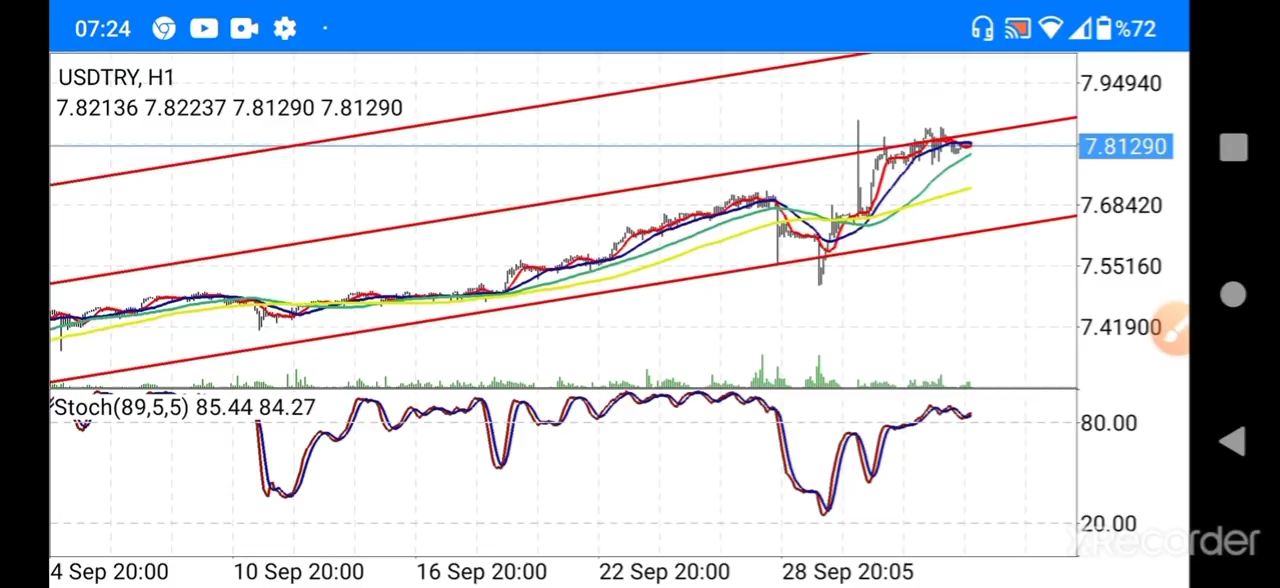 07:24
%72
USDTRY, H1
7.82136 7.82237 7.81290 7.81290
7.94940
7.81290
7.68420
7.55160
7.41900
Stoch(89,5,5) 85.44 84.27
80.00
20.00
XRecorder
4 Sep 20:00 10 Sep 20:00 16 Sep 20:00 22 Sep 20:00 28 Sep 20:05